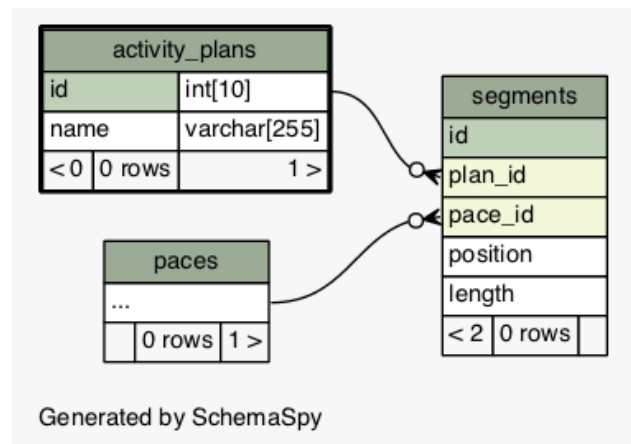 activity_plans
id int[10]
name varchar[255]
< 0 0 rows 1 >
segments
id
plan_id
pace_id
position
length
< 2 0 rows
paces
...
0 rows 1 >
Generated by SchemaSpy